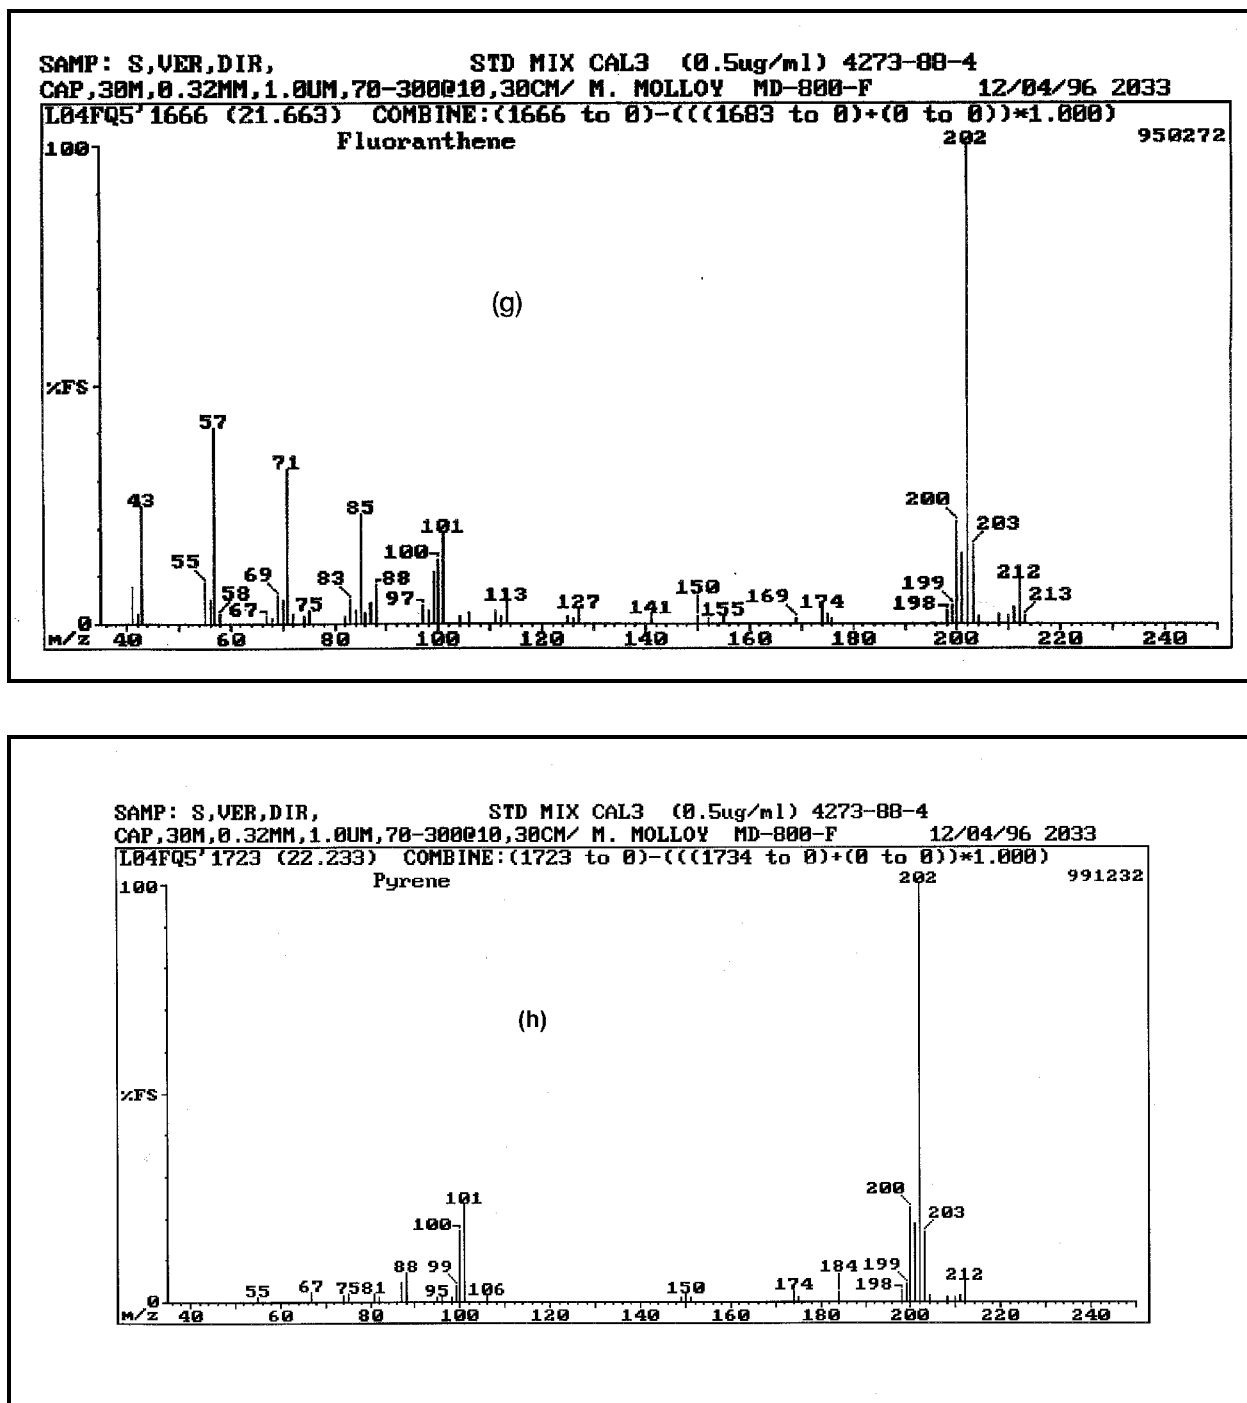 SAMP: S,VER,DIR, STD MIX CAL3 (0.5ug/ml) 4273-88-4
CAP,30M,0.32MM,1.0UM,70-300@10,30CM/ M. MOLLOY MD-800-F 12/04/96 2033
L04FQ5' 1666 (21.663) COMBINE:(1666 to 0)-(((1683 to 0)+(0 to 0))*1.000)
100 Fluoranthene 202 950272
(g)
%FS
57
71
43 85 200
101 203
100
55 69 83 88 212
58 97 113 150 199
67 75 127 141 155 169 174 198 213
0
m/z 40 60 80 100 120 140 160 180 200 220 240
SAMP: S,VER,DIR, STD MIX CAL3 (0.5ug/ml) 4273-88-4
CAP,30M,0.32MM,1.0UM,70-300@10,30CM/ M. MOLLOY MD-800-F 12/04/96 2033
L04FQ5' 1723 (22.233) COMBINE:(1723 to 0)-(((1734 to 0)+(0 to 0))*1.000)
100 Pyrene 202 991232
(h)
%FS
101 200
100 203
88 99 184 199 212
55 67 75 81 95 106 150 174 198
0
m/z 40 60 80 100 120 140 160 180 200 220 240